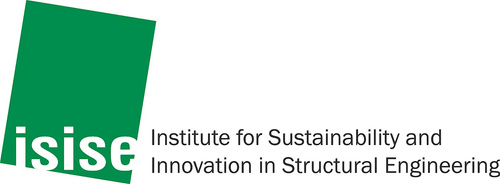 isise
Institute for Sustainability and
Innovation in Structural Engineering